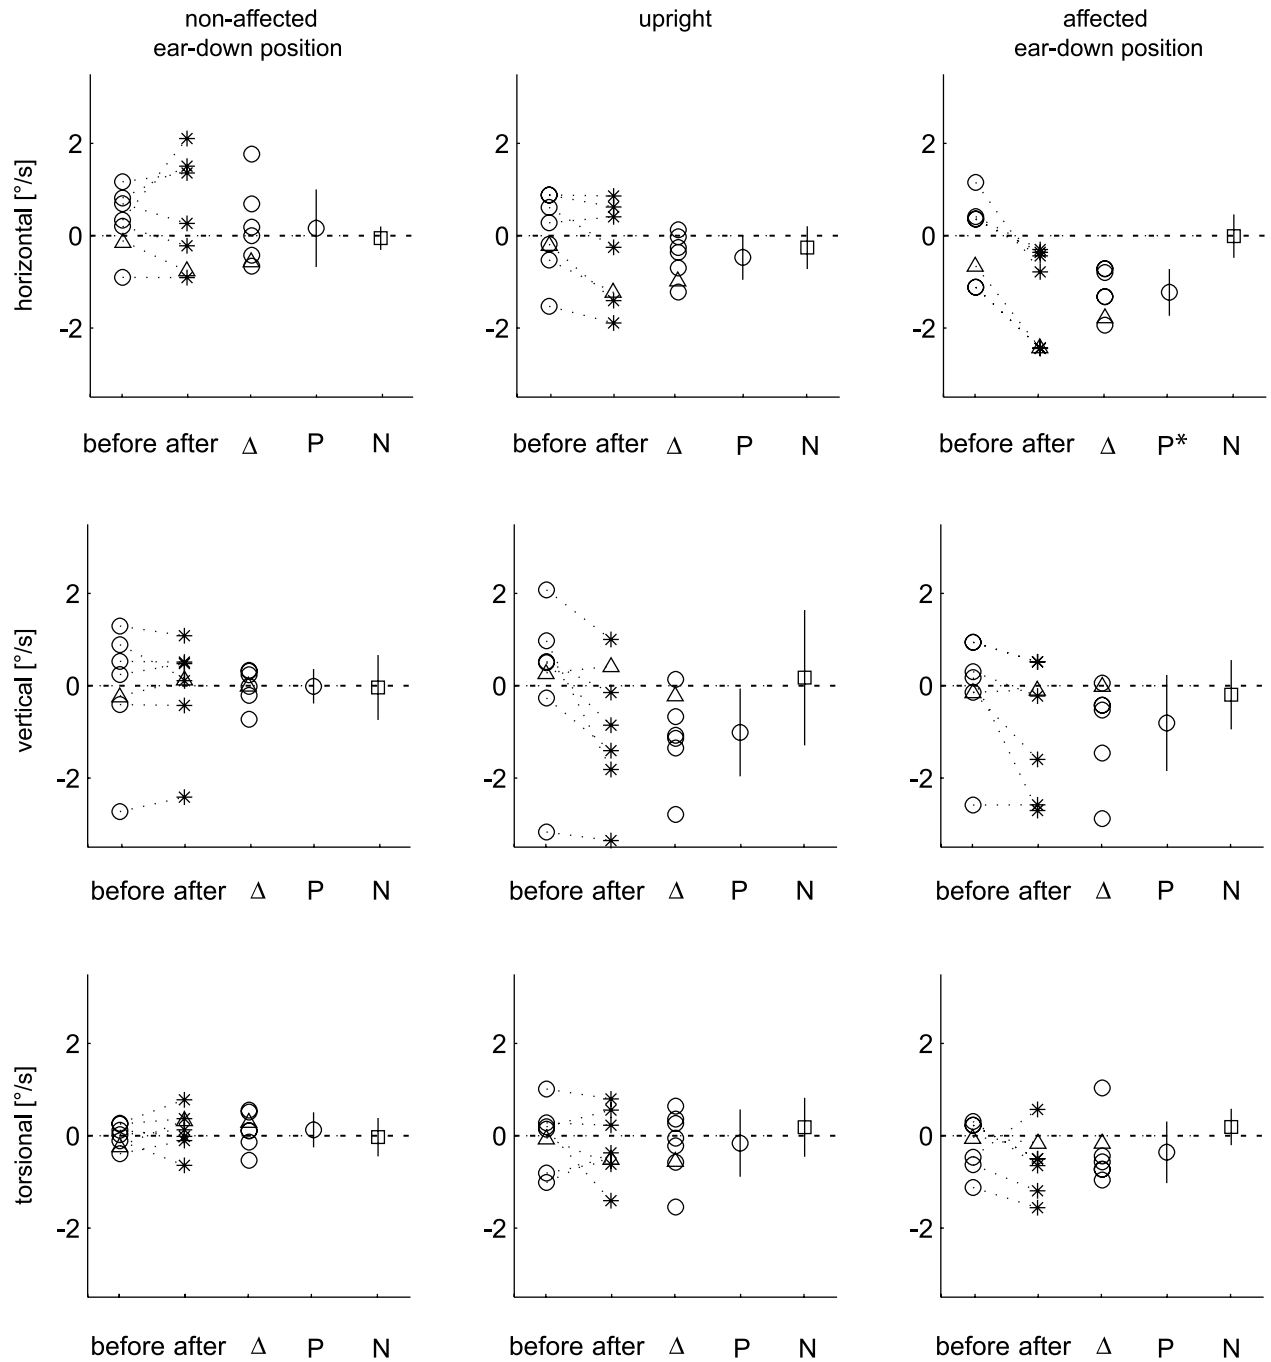 non-affected
ear-down position
upright
affected
ear-down position
horizontal [°/s]
2
0
-2
before after Δ P N
2
0
-2
before after Δ P N
2
0
-2
before after Δ P* N
vertical [°/s]
2
0
-2
before after Δ P N
2
0
-2
before after Δ P N
2
0
-2
before after Δ P N
torsional [°/s]
2
0
-2
before after Δ P N
2
0
-2
before after Δ P N
2
0
-2
before after Δ P N